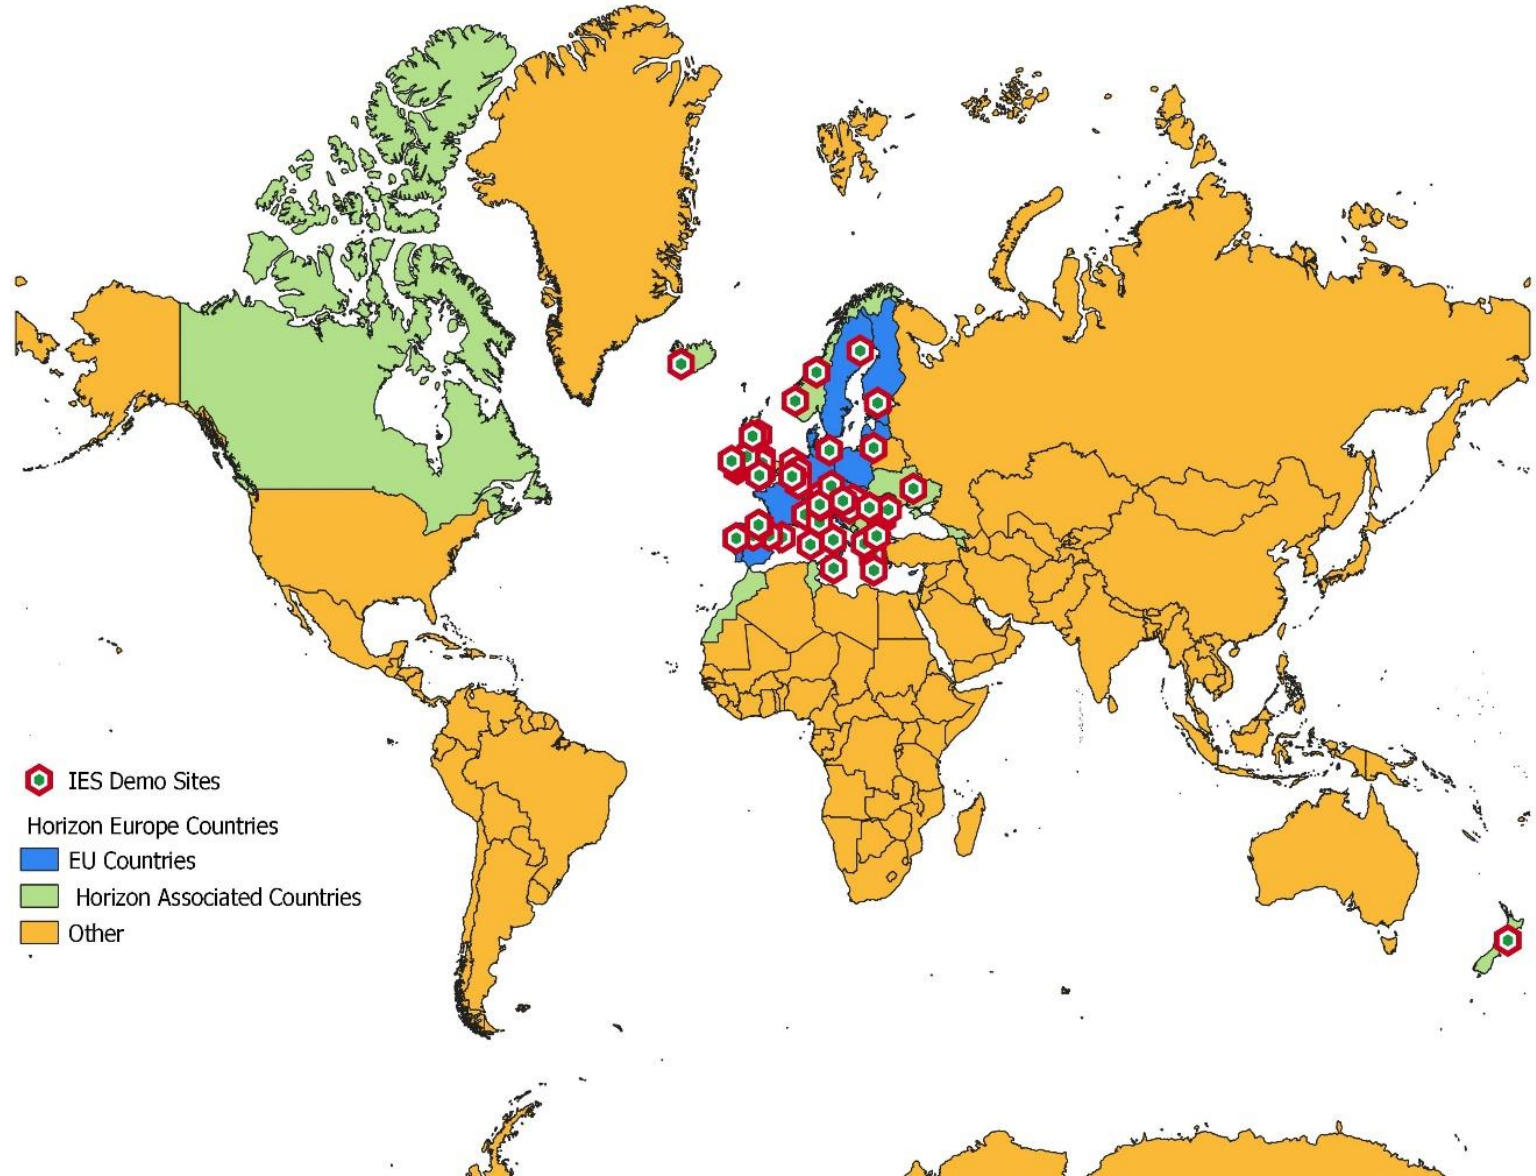 IES Demo Sites
Horizon Europe Countries
EU Countries
Horizon Associated Countries
Other